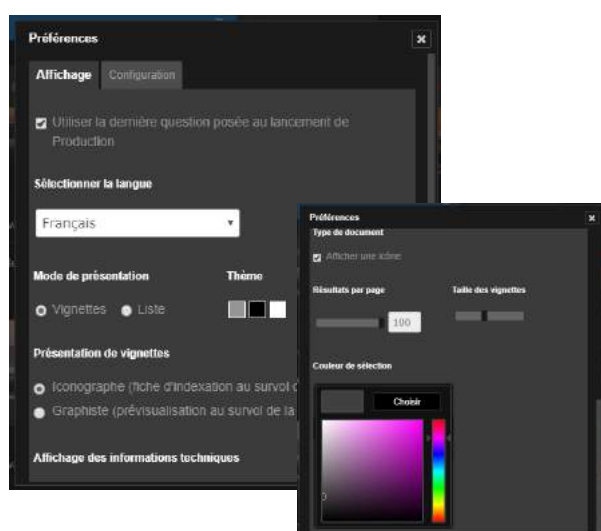 Préférences
Affichage
Configuration
Utiliser la dernière question posée au lancement de
Production
Sélectionner la langue
Français
Mode de présentation
Thème
Vignettes
Liste
Présentation de vignettes
Iconographe (fiche d'indexation au survol
Graphiste (prévisualisation au survol de la
Affichage des informations techniques
Préférences
Type de document
Afficher une icône
Résultats par page
Taille des vignettes
100
Couleur de sélection
Choisir